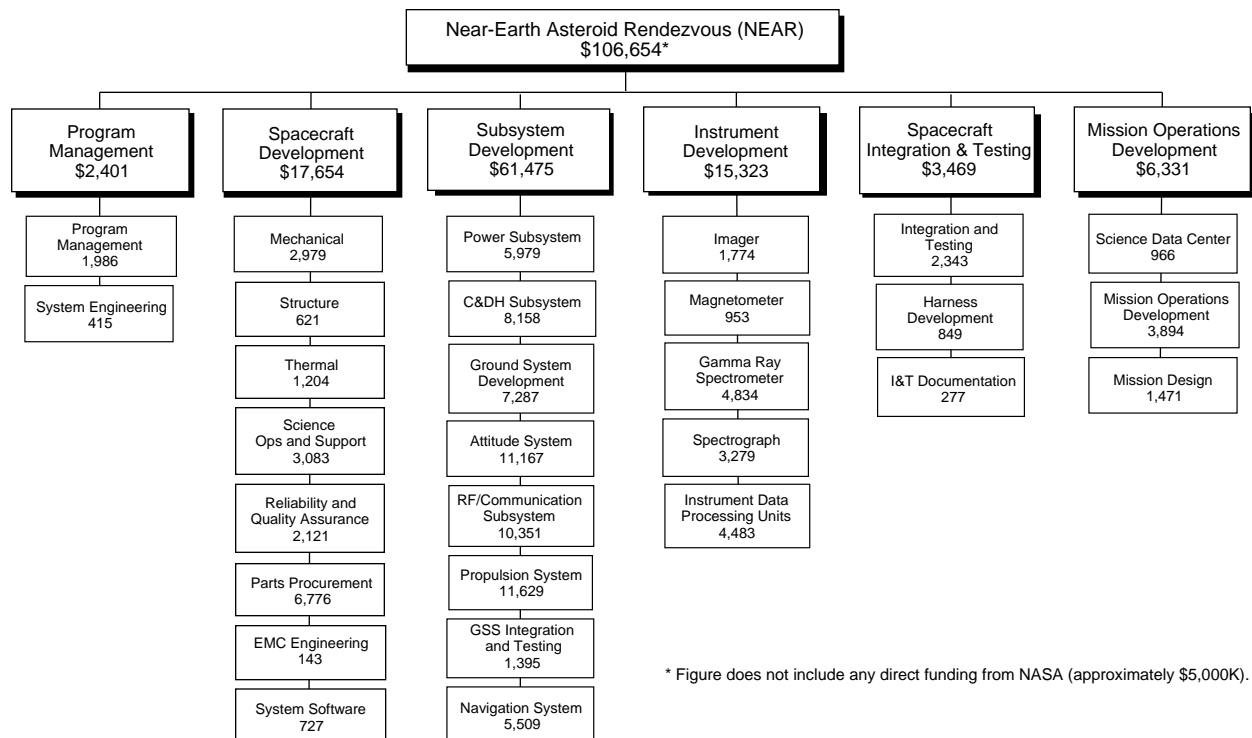 Near-Earth Asteroid Rendezvous (NEAR)
$106,654*
Program
Management
$2,401
Program
Management
1,986
System Engineering
415
Spacecraft
Development
$17,654
Mechanical
2,979
Structure
621
Thermal
1,204
Science
Ops and Support
3,083
Reliability and
Quality Assurance
2,121
Parts Procurement
6,776
EMC Engineering
143
System Software
727
Subsystem
Development
$61,475
Power Subsystem
5,979
C&DH Subsystem
8,158
Ground System
Development
7,287
Attitude System
11,167
RF/Communication
Subsystem
10,351
Propulsion System
11,629
GSS Integration
and Testing
1,395
Navigation System
5,509
Instrument
Development
$15,323
Imager
1,774
Magnetometer
953
Gamma Ray
Spectrometer
4,834
Spectrograph
3,279
Instrument Data
Processing Units
4,483
Spacecraft
Integration & Testing
$3,469
Integration and
Testing
2,343
Harness
Development
849
I&T Documentation
277
Mission Operations
Development
$6,331
Science Data Center
966
Mission Operations
Development
3,894
Mission Design
1,471
* Figure does not include any direct funding from NASA (approximately $5,000K).